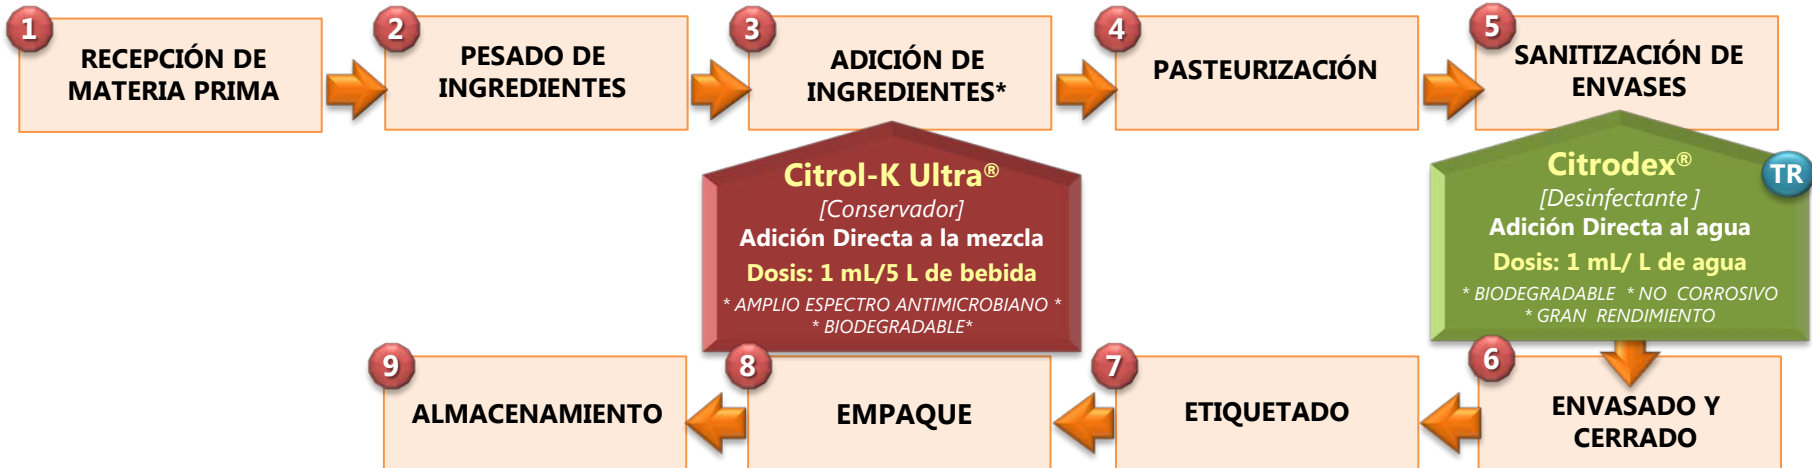 1
RECEPCIÓN DE
MATERIA PRIMA
2
PESADO DE
INGREDIENTES
3
ADICIÓN DE
INGREDIENTES*
4
PASTEURIZACIÓN
5
SANITIZACIÓN DE
ENVASES
Citrol-K Ultra®
[Conservador]
Adición Directa a la mezcla
Dosis: 1 mL/5 L de bebida
* AMPLIO ESPECTRO ANTIMICROBIANO *
* BIODEGRADABLE*
Citrodex®
TR
[Desinfectante ]
Adición Directa al agua
Dosis: 1 mL/ L de agua
* BIODEGRADABLE * NO CORROSIVO
* GRAN RENDIMIENTO
6
ENVASADO Y
CERRADO
7
ETIQUETADO
8
EMPAQUE
9
ALMACENAMIENTO